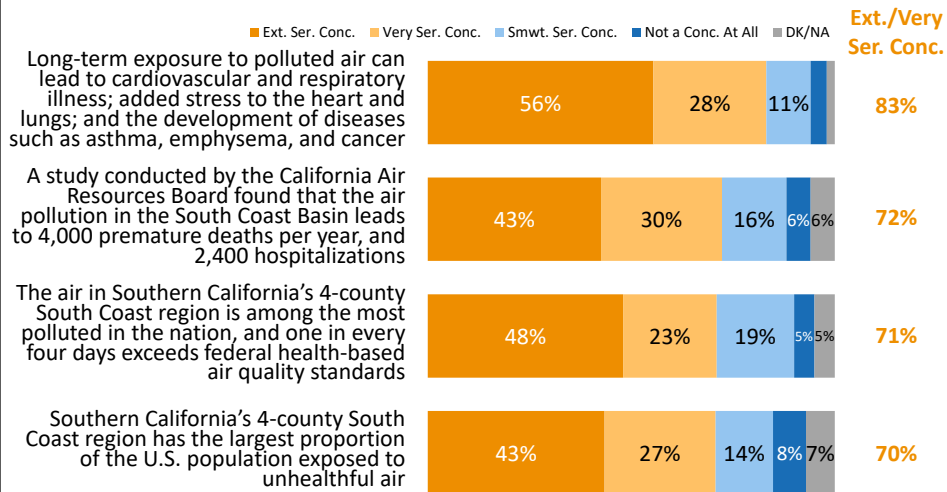 Ext. Ser. Conc. Very Ser. Conc. Smwt. Ser. Conc. Not a Conc. At All DK/NA
Ext./Very
Ser. Conc.
Long-term exposure to polluted air can
lead to cardiovascular and respiratory
illness; added stress to the heart and
lungs; and the development of diseases
such as asthma, emphysema, and cancer
56% 28% 11% 83%
A study conducted by the California Air
Resources Board found that the air
pollution in the South Coast Basin leads
to 4,000 premature deaths per year, and
2,400 hospitalizations
43% 30% 16% 6% 6% 72%
The air in Southern California’s 4-county
South Coast region is among the most
polluted in the nation, and one in every
four days exceeds federal health-based
air quality standards
48% 23% 19% 5% 5% 71%
Southern California’s 4-county South
Coast region has the largest proportion
of the U.S. population exposed to
unhealthful air
43% 27% 14% 8% 7% 70%